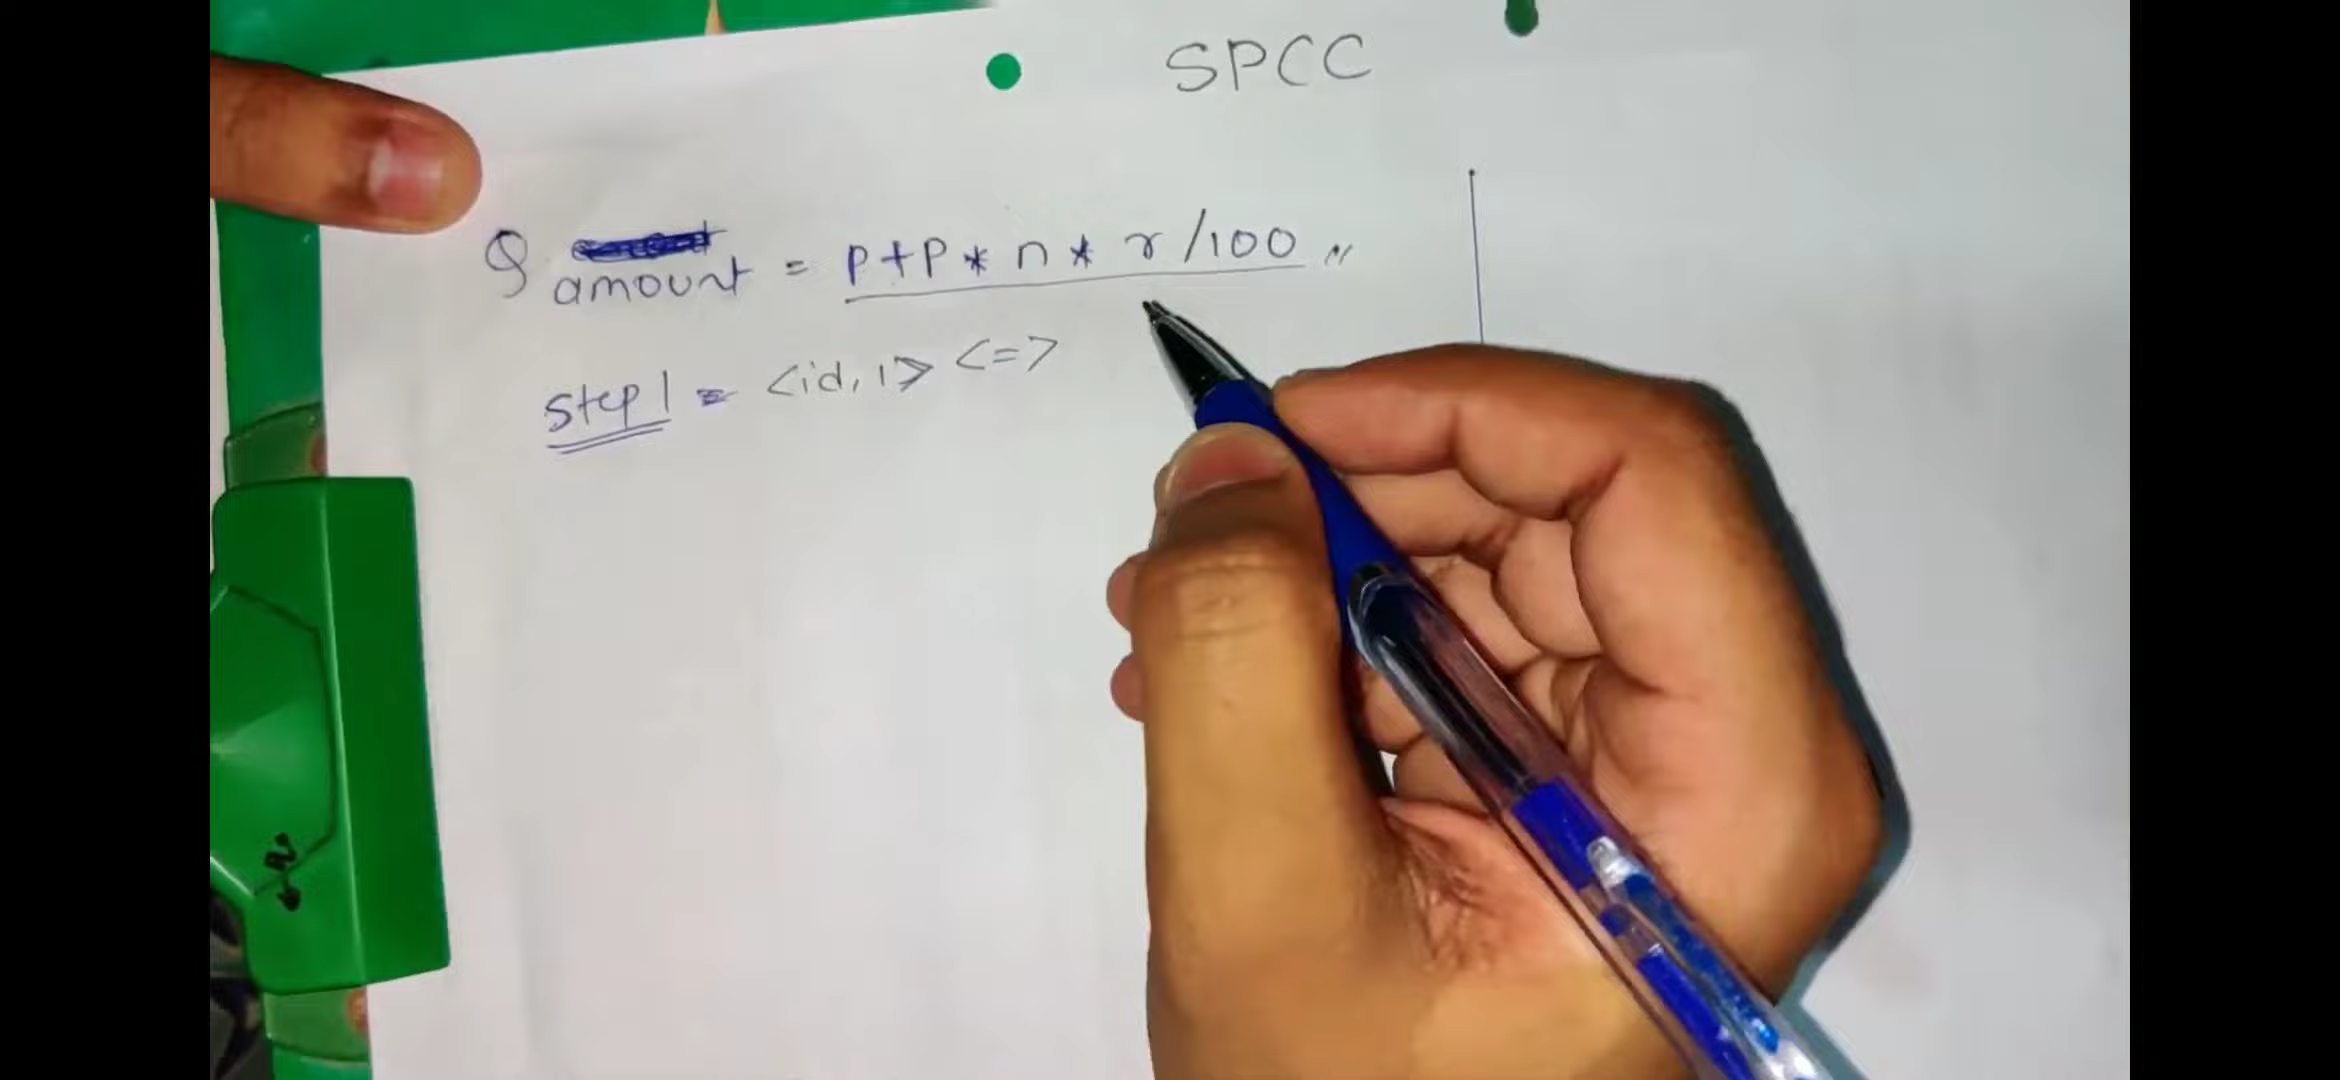 SPCC
Q amount = P+P * n * r /100 "
step 1 = <id, 1> <=>